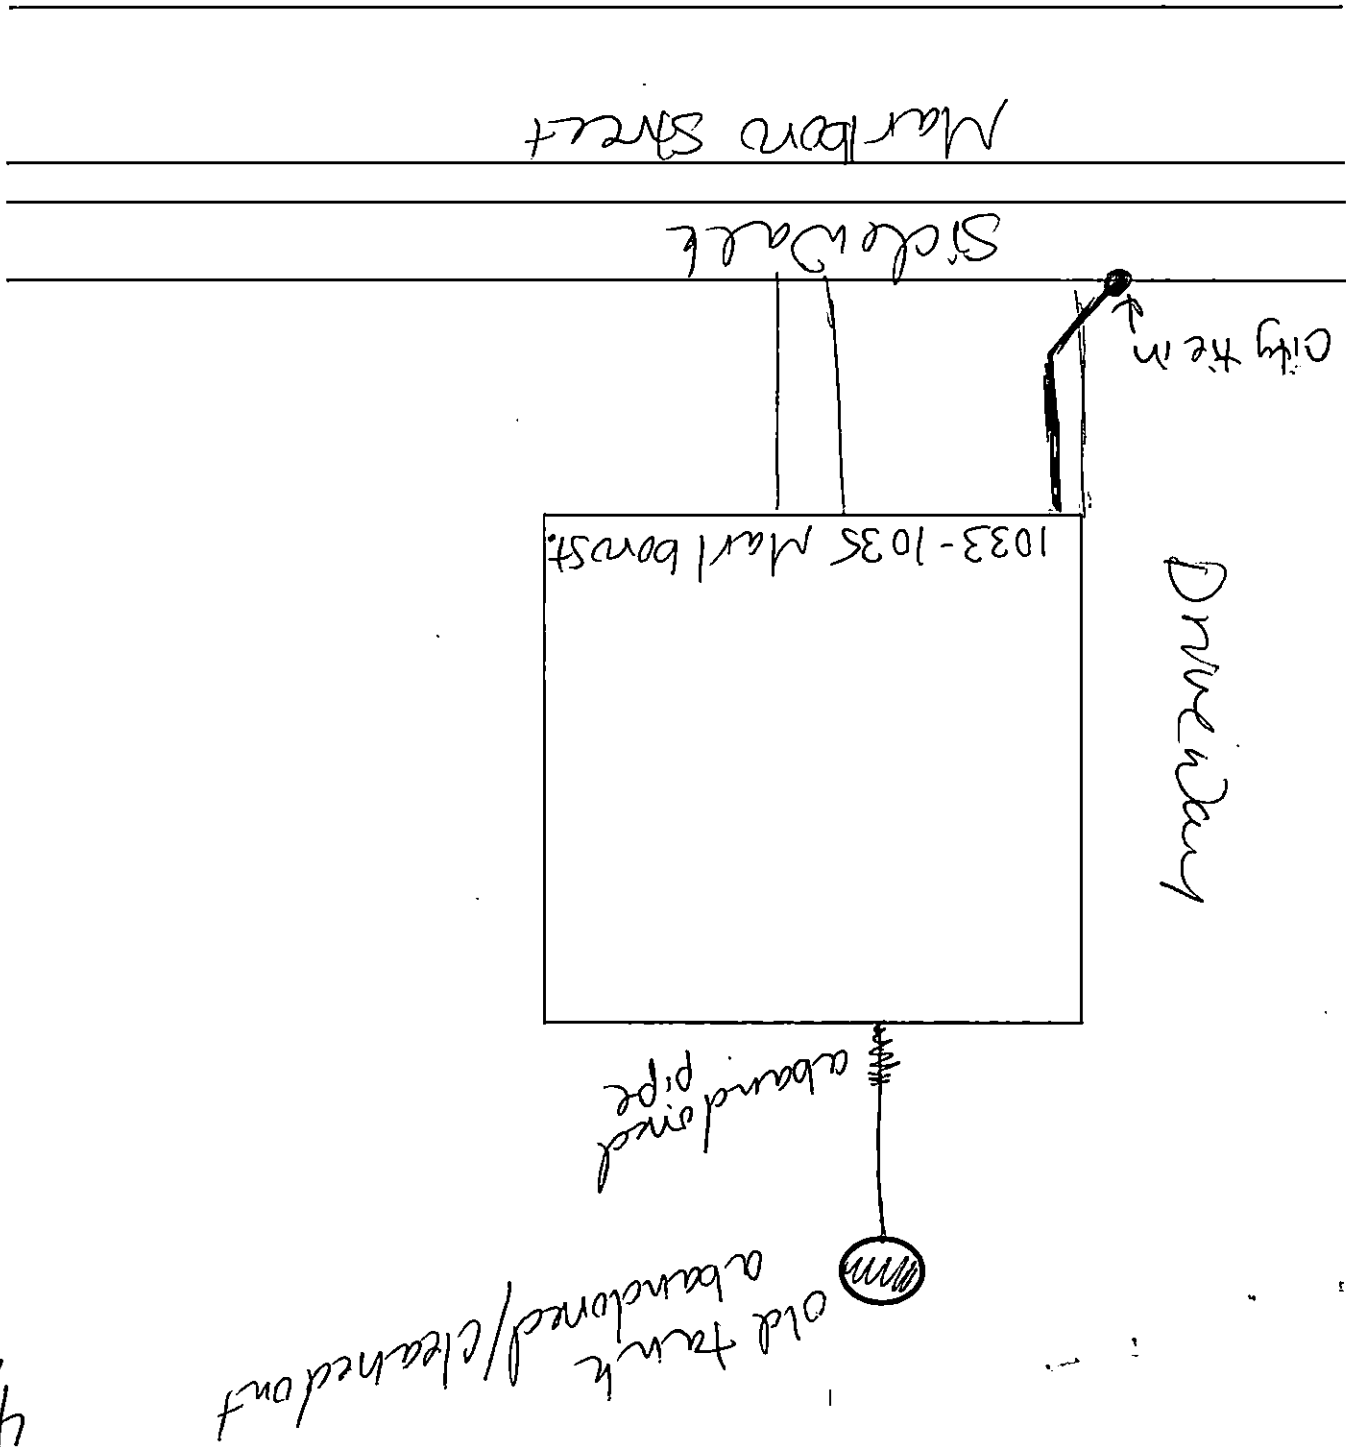 old tank
abandoned/cleaned out
abandoned
pipe
Driveway
1033-1035 Marlboro St.
City tie in
Sidewalk
Marlboro Street